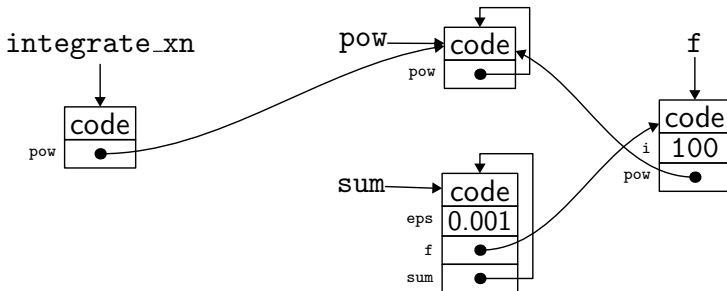 integrate_xn
code
pow
pow
code
pow
f
code
i 100
pow
sum
code
eps 0.001
f
sum